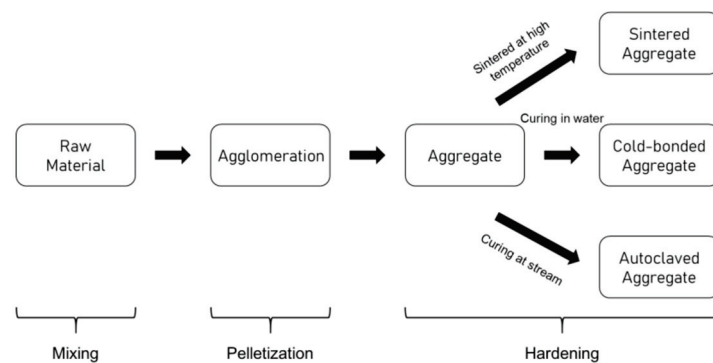 Raw
Material
Agglomeration
Aggregate
Sintered at high
temperature
Curing in water
Curing at stream
Sintered
Aggregate
Cold-bonded
Aggregate
Autoclaved
Aggregate
Mixing
Pelletization
Hardening